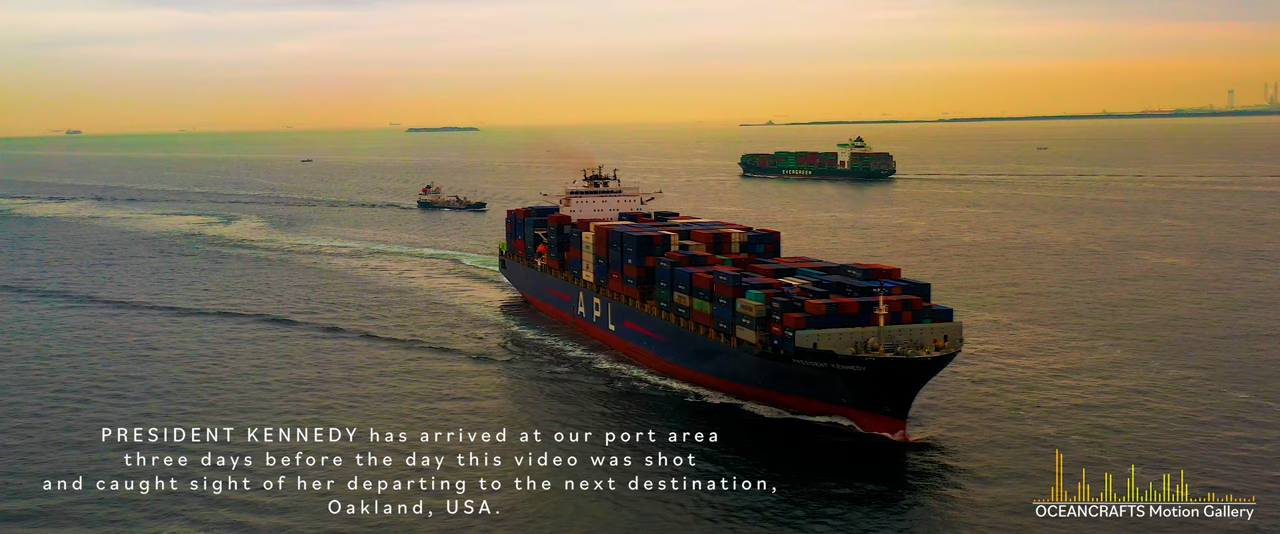 EVERGREEN
APL
PRESIDENT KENNEDY
PRESIDENT KENNEDY has arrived at our port area
three days before the day this video was shot
and caught sight of her departing to the next destination,
Oakland, USA.
OCEANCRAFTS Motion Gallery